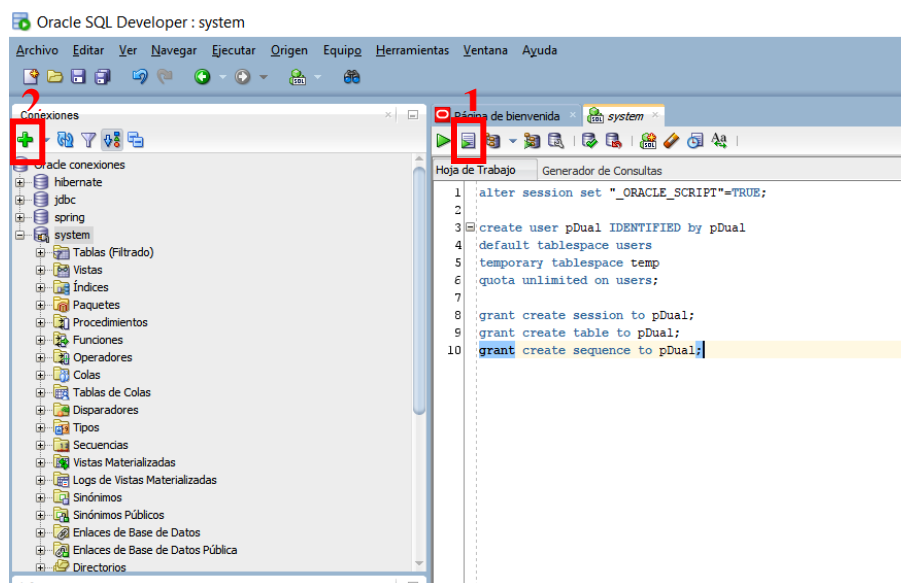 Oracle SQL Developer : system
Archivo Editar Ver Navegar Ejecutar Origen Equipo Herramientas Ventana Ayuda
2
1
Conexiones
Página de bienvenida
system
Oracle conexiones
hibernate
jdbc
spring
system
Tablas (Filtrado)
Vistas
Índices
Paquetes
Procedimientos
Funciones
Operadores
Colas
Tablas de Colas
Disparadores
Tipos
Secuencias
Vistas Materializadas
Logs de Vistas Materializadas
Sinónimos
Sinónimos Públicos
Enlaces de Base de Datos
Enlaces de Base de Datos Pública
Directorios
Hoja de Trabajo Generador de Consultas
1 alter session set "_ORACLE_SCRIPT"=TRUE;
2
3 create user pDual IDENTIFIED by pDual
4 default tablespace users
5 temporary tablespace temp
6 quota unlimited on users;
7
8 grant create session to pDual;
9 grant create table to pDual;
10 grant create sequence to pDual;